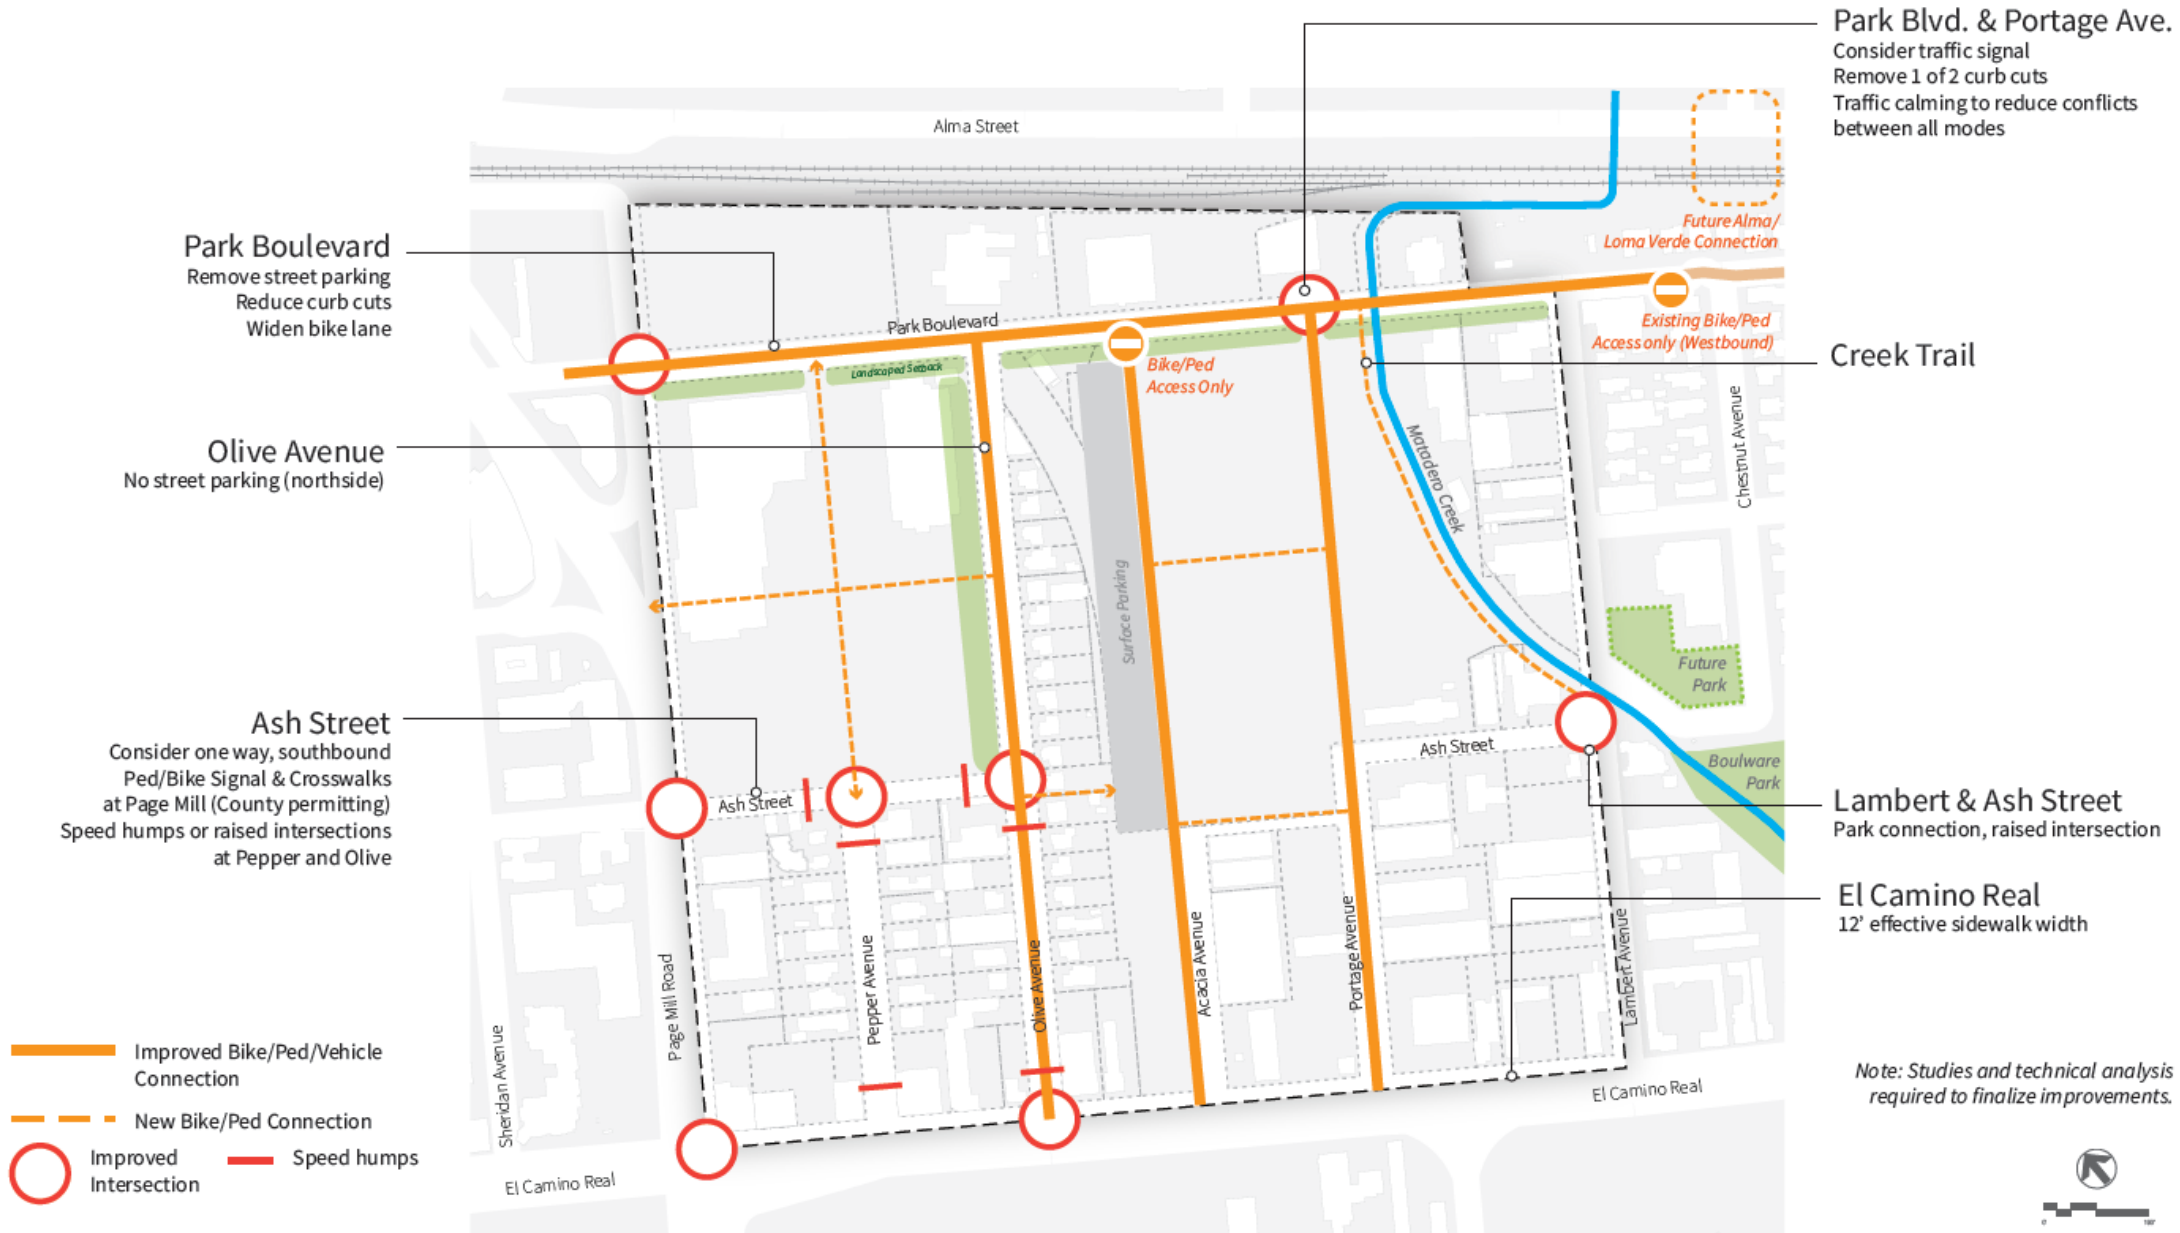 Park Blvd. & Portage Ave.
Consider traffic signal
Remove 1 of 2 curb cuts
Traffic calming to reduce conflicts
between all modes
Alma Street
Future Alma/
Loma Verde Connection
Park Boulevard
Remove street parking
Reduce curb cuts
Widen bike lane
Park Boulevard
Existing Bike/Ped
Access only (Westbound)
Landscaped Setback
Bike/Ped
Access Only
Creek Trail
Olive Avenue
No street parking (northside)
Matadero Creek
Chestnut Avenue
Surface Parking
Future
Park
Ash Street
Consider one way, southbound
Ped/Bike Signal & Crosswalks
at Page Mill (County permitting)
Speed humps or raised intersections
at Pepper and Olive
Ash Street
Ash Street
Boulware
Park
Lambert & Ash Street
Park connection, raised intersection
El Camino Real
12’ effective sidewalk width
Sheridan Avenue
Page Mill Road
Pepper Avenue
Olive Avenue
Acacia Avenue
Portage Avenue
Lambert Avenue
Improved Bike/Ped/Vehicle
Connection
New Bike/Ped Connection
Improved
Intersection
Speed humps
El Camino Real
El Camino Real
Note: Studies and technical analysis
required to finalize improvements.